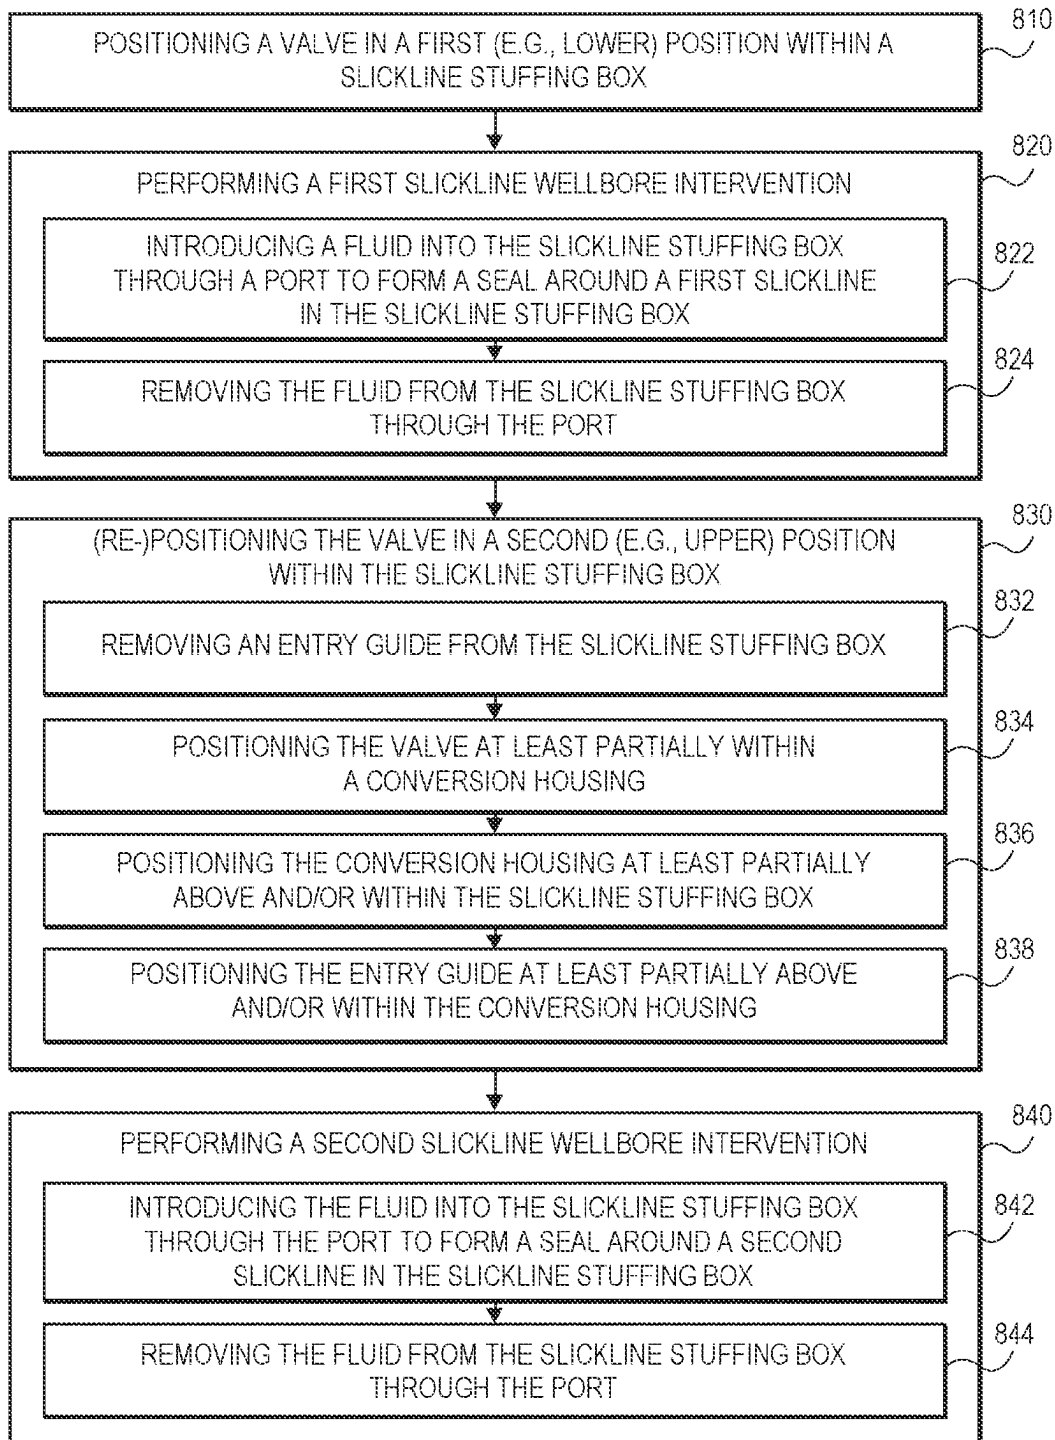 POSITIONING A VALVE IN A FIRST (E.G., LOWER) POSITION WITHIN A
SLICKLINE STUFFING BOX
810
PERFORMING A FIRST SLICKLINE WELLBORE INTERVENTION
820
INTRODUCING A FLUID INTO THE SLICKLINE STUFFING BOX
THROUGH A PORT TO FORM A SEAL AROUND A FIRST SLICKLINE
IN THE SLICKLINE STUFFING BOX
822
REMOVING THE FLUID FROM THE SLICKLINE STUFFING BOX
THROUGH THE PORT
824
(RE-)POSITIONING THE VALVE IN A SECOND (E.G., UPPER) POSITION
WITHIN THE SLICKLINE STUFFING BOX
830
REMOVING AN ENTRY GUIDE FROM THE SLICKLINE STUFFING BOX
832
POSITIONING THE VALVE AT LEAST PARTIALLY WITHIN
A CONVERSION HOUSING
834
POSITIONING THE CONVERSION HOUSING AT LEAST PARTIALLY
ABOVE AND/OR WITHIN THE SLICKLINE STUFFING BOX
836
POSITIONING THE ENTRY GUIDE AT LEAST PARTIALLY ABOVE
AND/OR WITHIN THE CONVERSION HOUSING
838
PERFORMING A SECOND SLICKLINE WELLBORE INTERVENTION
840
INTRODUCING THE FLUID INTO THE SLICKLINE STUFFING BOX
THROUGH THE PORT TO FORM A SEAL AROUND A SECOND
SLICKLINE IN THE SLICKLINE STUFFING BOX
842
REMOVING THE FLUID FROM THE SLICKLINE STUFFING BOX
THROUGH THE PORT
844